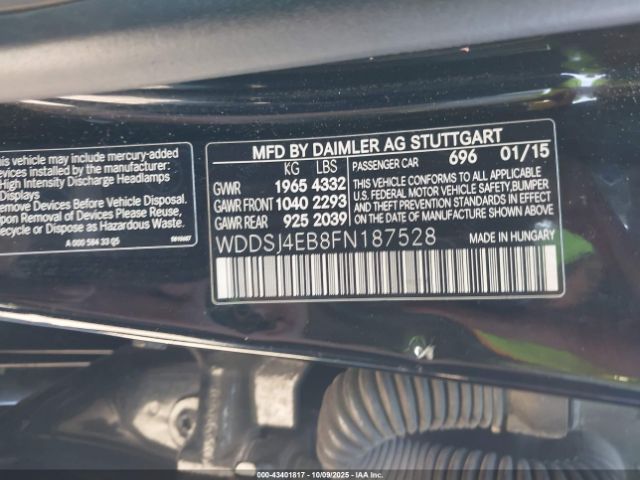 his vehicle may include mercury-added
evices installed by the manufacturer:
High Intensity Discharge Headlamps
Displays
Remove Devices Before Vehicle Disposal.
pon Removal of Devices Please Reuse,
cycle or Dispose as Hazardous Waste.
A 000 584 33 05
MFD BY DAIMLER AG STUTTGART
KG LBS PASSENGER CAR 696 01/15
GVWR 1965 4332
GAWR FRONT 1040 2293
GAWR REAR 925 2039
THIS VEHICLE CONFORMS TO ALL APPLICABLE
U.S. FEDERAL MOTOR VEHICLE SAFETY, BUMPER,
AND THEFT PREVENTION STANDARDS IN EFFECT
ON THE DATE OF MANUFACTURE SHOWN ABOVE.
WDDSJ4EB8FN187528 MADE IN HUNGARY
000-43401817 - 10/09/2025 - IAA Inc.